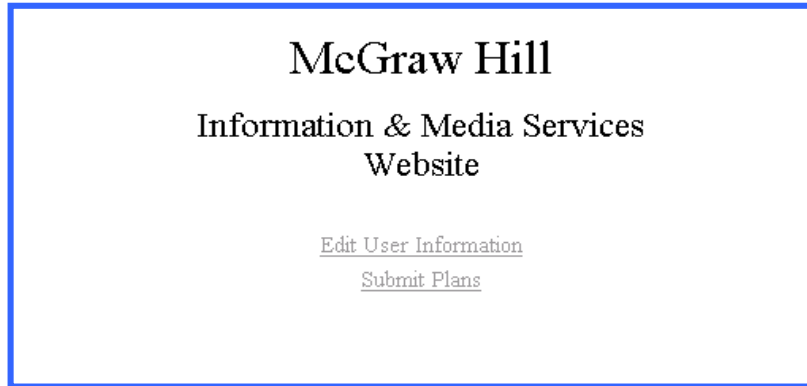 McGraw Hill
Information & Media Services
Website
Edit User Information
Submit Plans